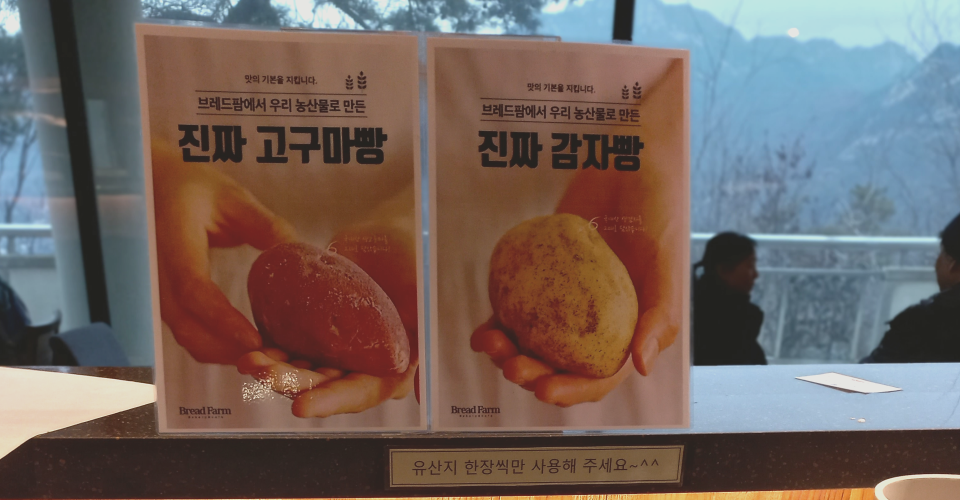 맛의 기본을 지킵니다.
브레드팜에서 우리 농산물로 만든
진짜 고구마빵
Bread Farm
맛의 기본을 지킵니다.
브레드팜에서 우리 농산물로 만든
진짜 감자빵
Bread Farm
유산지 한장씩만 사용해 주세요~^^